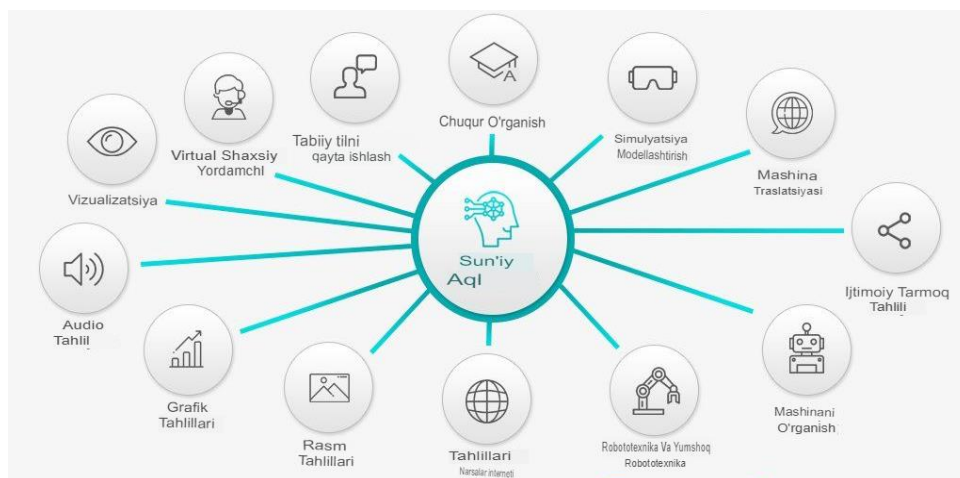 Sun'iy
Aql
Chuqur O'rganish
Simulyatsiya
Modellashtirish
Mashina
Traslatsiyasi
Ijtimoiy Tarmoq
Tahlili
Mashinani
O'rganish
Robototexnika Va Yumshoq
Robototexnika
Tahlillari
Narsalar interneti
Rasm
Tahlillari
Grafik
Tahlillari
Audio
Tahlil
Vizualizatsiya
Virtual Shaxsiy
Yordamchl
Tabiiy tilni
qayta ishlash
A